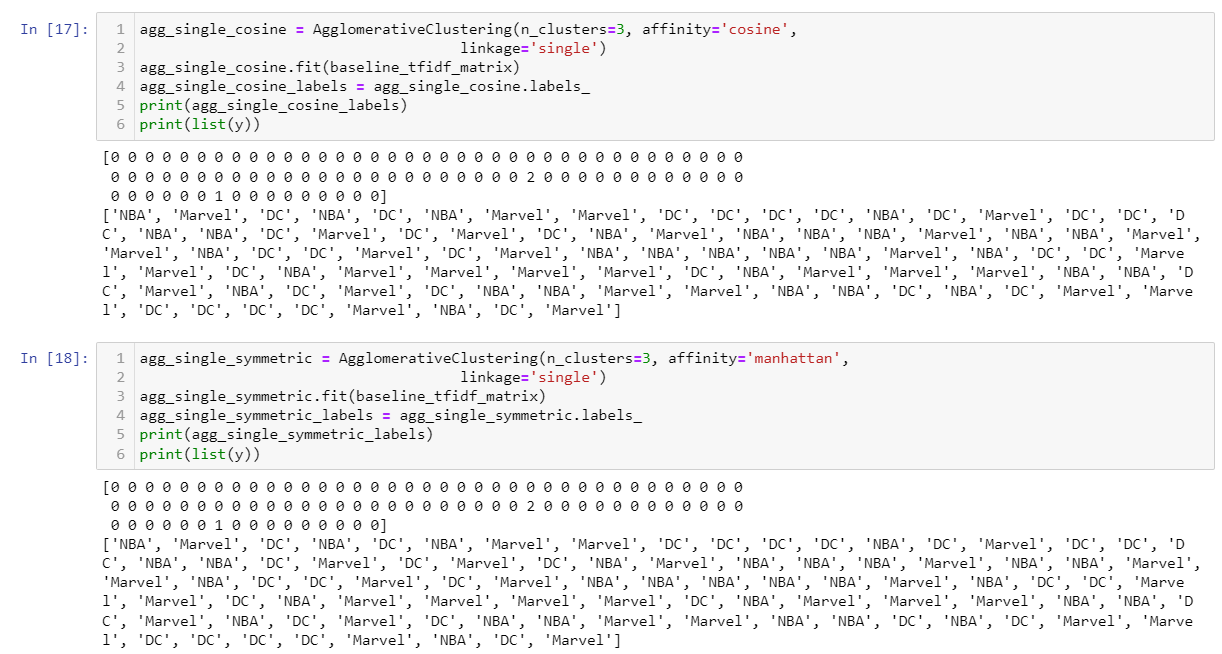 In [17]:
1 agg_single_cosine = AgglomerativeClustering(n_clusters=3, affinity='cosine',
2 linkage='single')
3 agg_single_cosine.fit(baseline_tfidf_matrix)
4 agg_single_cosine_labels = agg_single_cosine.labels_
5 print(agg_single_cosine_labels)
6 print(list(y))
[0 0 0 0 0 0 0 0 0 0 0 0 0 0 0 0 0 0 0 0 0 0 0 0 0 0 0 0 0 0 0 0 0 0 0 0 0
0 0 0 0 0 0 0 0 0 0 0 0 0 0 0 0 0 0 0 0 0 0 0 0 2 0 0 0 0 0 0 0 0 0 0 0 0
0 0 0 0 0 0 1 0 0 0 0 0 0 0 0 0]
['NBA', 'Marvel', 'DC', 'NBA', 'DC', 'NBA', 'Marvel', 'Marvel', 'DC', 'DC', 'DC', 'DC', 'NBA', 'DC', 'Marvel', 'DC', 'DC', 'D
C', 'NBA', 'NBA', 'DC', 'Marvel', 'DC', 'Marvel', 'DC', 'NBA', 'Marvel', 'NBA', 'NBA', 'NBA', 'Marvel', 'NBA', 'NBA', 'Marvel',
'Marvel', 'NBA', 'DC', 'DC', 'Marvel', 'DC', 'Marvel', 'NBA', 'NBA', 'NBA', 'NBA', 'NBA', 'Marvel', 'NBA', 'DC', 'DC', 'Marve
l', 'Marvel', 'DC', 'NBA', 'Marvel', 'Marvel', 'Marvel', 'Marvel', 'DC', 'NBA', 'Marvel', 'Marvel', 'Marvel', 'NBA', 'NBA', 'D
C', 'Marvel', 'NBA', 'DC', 'Marvel', 'DC', 'NBA', 'NBA', 'Marvel', 'Marvel', 'NBA', 'NBA', 'DC', 'NBA', 'DC', 'Marvel', 'Marve
l', 'DC', 'DC', 'DC', 'DC', 'Marvel', 'NBA', 'DC', 'Marvel']
In [18]:
1 agg_single_symmetric = AgglomerativeClustering(n_clusters=3, affinity='manhattan',
2 linkage='single')
3 agg_single_symmetric.fit(baseline_tfidf_matrix)
4 agg_single_symmetric_labels = agg_single_symmetric.labels_
5 print(agg_single_symmetric_labels)
6 print(list(y))
[0 0 0 0 0 0 0 0 0 0 0 0 0 0 0 0 0 0 0 0 0 0 0 0 0 0 0 0 0 0 0 0 0 0 0 0 0
0 0 0 0 0 0 0 0 0 0 0 0 0 0 0 0 0 0 0 0 0 0 0 0 2 0 0 0 0 0 0 0 0 0 0 0 0
0 0 0 0 0 0 1 0 0 0 0 0 0 0 0 0]
['NBA', 'Marvel', 'DC', 'NBA', 'DC', 'NBA', 'Marvel', 'Marvel', 'DC', 'DC', 'DC', 'DC', 'NBA', 'DC', 'Marvel', 'DC', 'DC', 'D
C', 'NBA', 'NBA', 'DC', 'Marvel', 'DC', 'Marvel', 'DC', 'NBA', 'Marvel', 'NBA', 'NBA', 'NBA', 'Marvel', 'NBA', 'NBA', 'Marvel',
'Marvel', 'NBA', 'DC', 'DC', 'Marvel', 'DC', 'Marvel', 'NBA', 'NBA', 'NBA', 'NBA', 'NBA', 'Marvel', 'NBA', 'DC', 'DC', 'Marve
l', 'Marvel', 'DC', 'NBA', 'Marvel', 'Marvel', 'Marvel', 'Marvel', 'DC', 'NBA', 'Marvel', 'Marvel', 'Marvel', 'NBA', 'NBA', 'D
C', 'Marvel', 'NBA', 'DC', 'Marvel', 'DC', 'NBA', 'NBA', 'Marvel', 'Marvel', 'NBA', 'NBA', 'DC', 'NBA', 'DC', 'Marvel', 'Marve
l', 'DC', 'DC', 'DC', 'DC', 'Marvel', 'NBA', 'DC', 'Marvel']